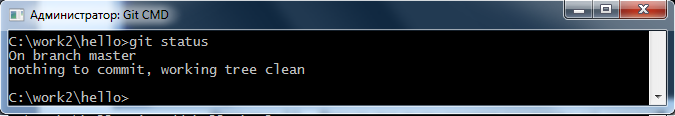 Администратор: Git CMD
C:\work2\hello>git status
On branch master
nothing to commit, working tree clean
C:\work2\hello>